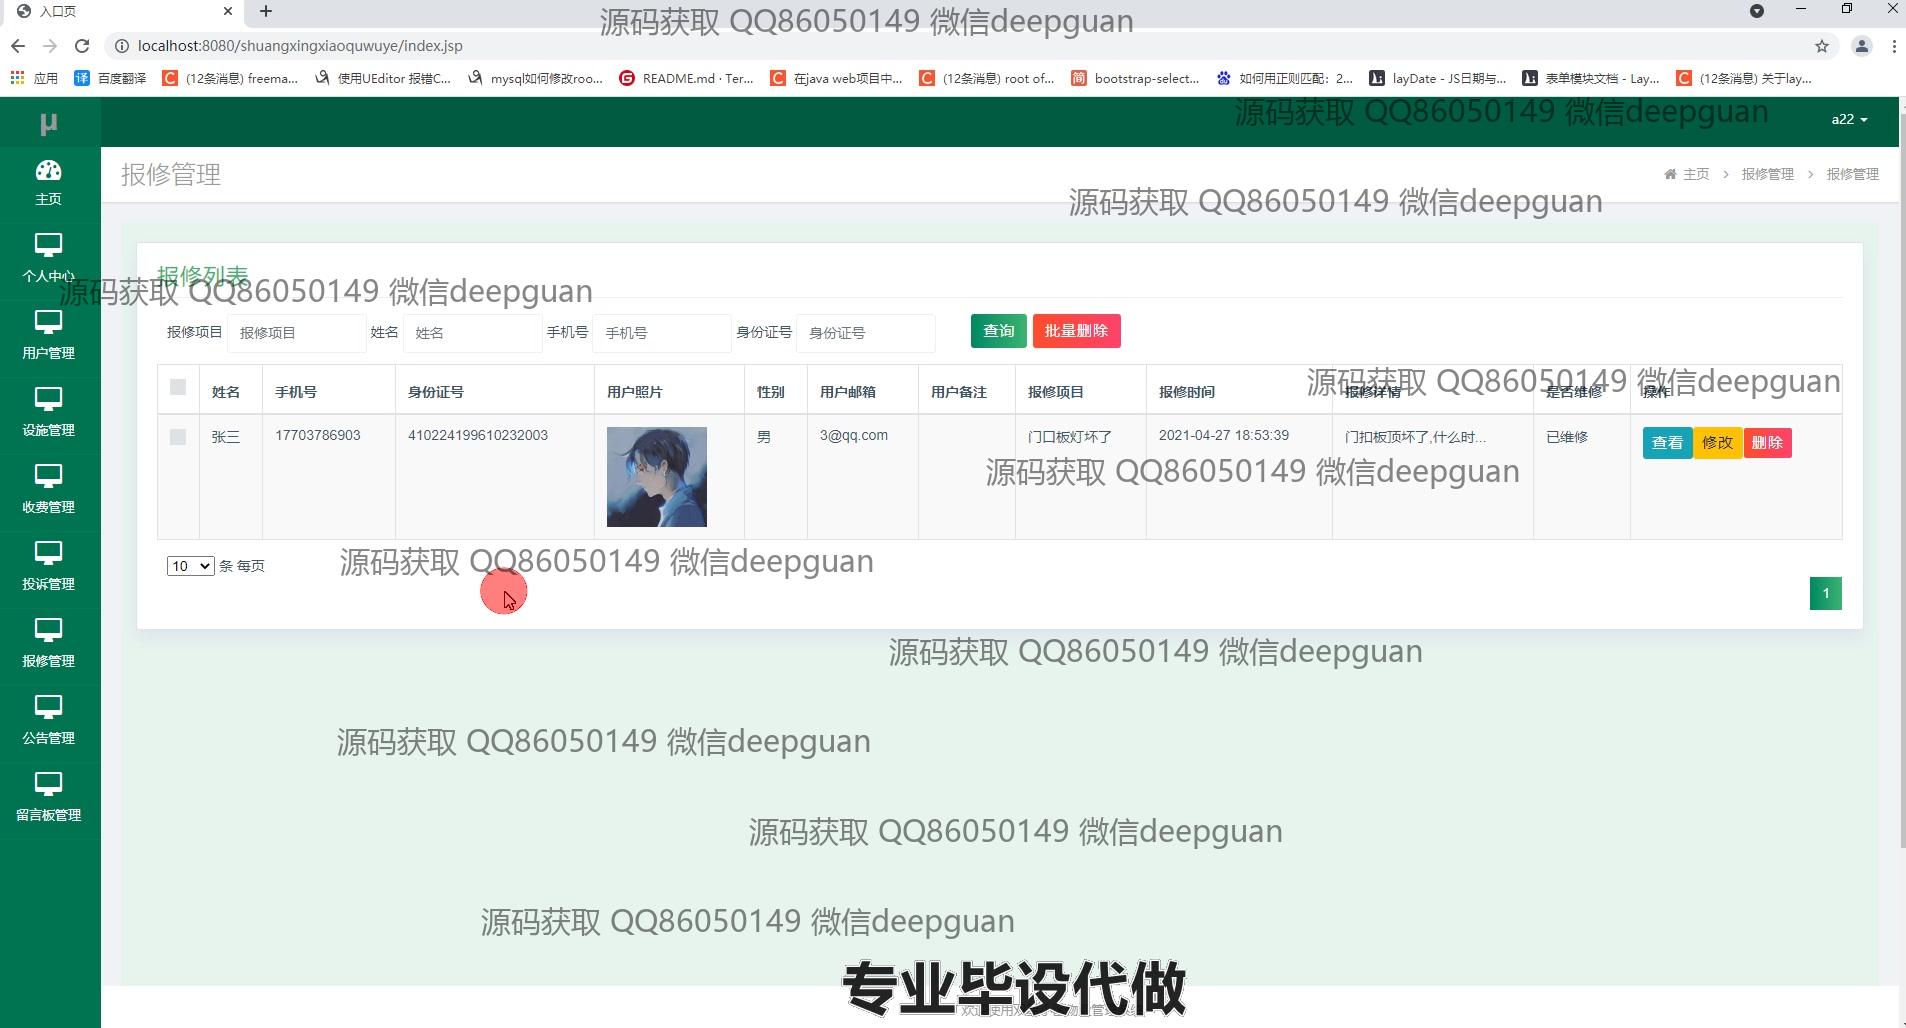 入口页
源码获取 QQ86050149 微信deepguan
localhost:8080/shuangxingxiaoquwuye/index.jsp
应用 百度翻译 (12条消息) freema... 使用UEditor 报错C... mysql如何修改roo... README.md · Ter... 在java web项目中... (12条消息) root of... bootstrap-select... 如何用正则匹配：2... layDate - JS日期与... 表单模块文档 - Lay... (12条消息) 关于lay...
源码获取 QQ86050149 微信deepguan
μ
a22
主页
报修管理
主页 > 报修管理 > 报修管理
源码获取 QQ86050149 微信deepguan
个人中心
报修列表
源码获取 QQ86050149 微信deepguan
报修项目 报修项目 姓名 姓名 手机号 手机号 身份证号 身份证号 查询 批量删除
用户管理
源码获取 QQ86050149 微信deepguan
姓名 手机号 身份证号 用户照片 性别 用户邮箱 用户备注 报修项目 报修时间 报修详情 是否维修 操作
设施管理
张三 17703786903 410224199610232003 男 3@qq.com 门口板灯坏了 2021-04-27 18:53:39 门扣板顶坏了,什么时... 已维修 查看 修改 删除
源码获取 QQ86050149 微信deepguan
收费管理
10 条 每页
源码获取 QQ86050149 微信deepguan
投诉管理
1
源码获取 QQ86050149 微信deepguan
报修管理
公告管理
源码获取 QQ86050149 微信deepguan
留言板管理
源码获取 QQ86050149 微信deepguan
源码获取 QQ86050149 微信deepguan
专业毕设代做